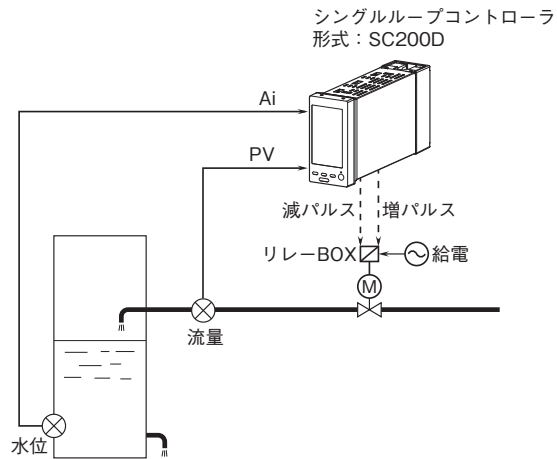 シングルループコントローラ
形式：SC200D
Ai
PV
減パルス
増パルス
リレーBOX
給電
M
流量
水位